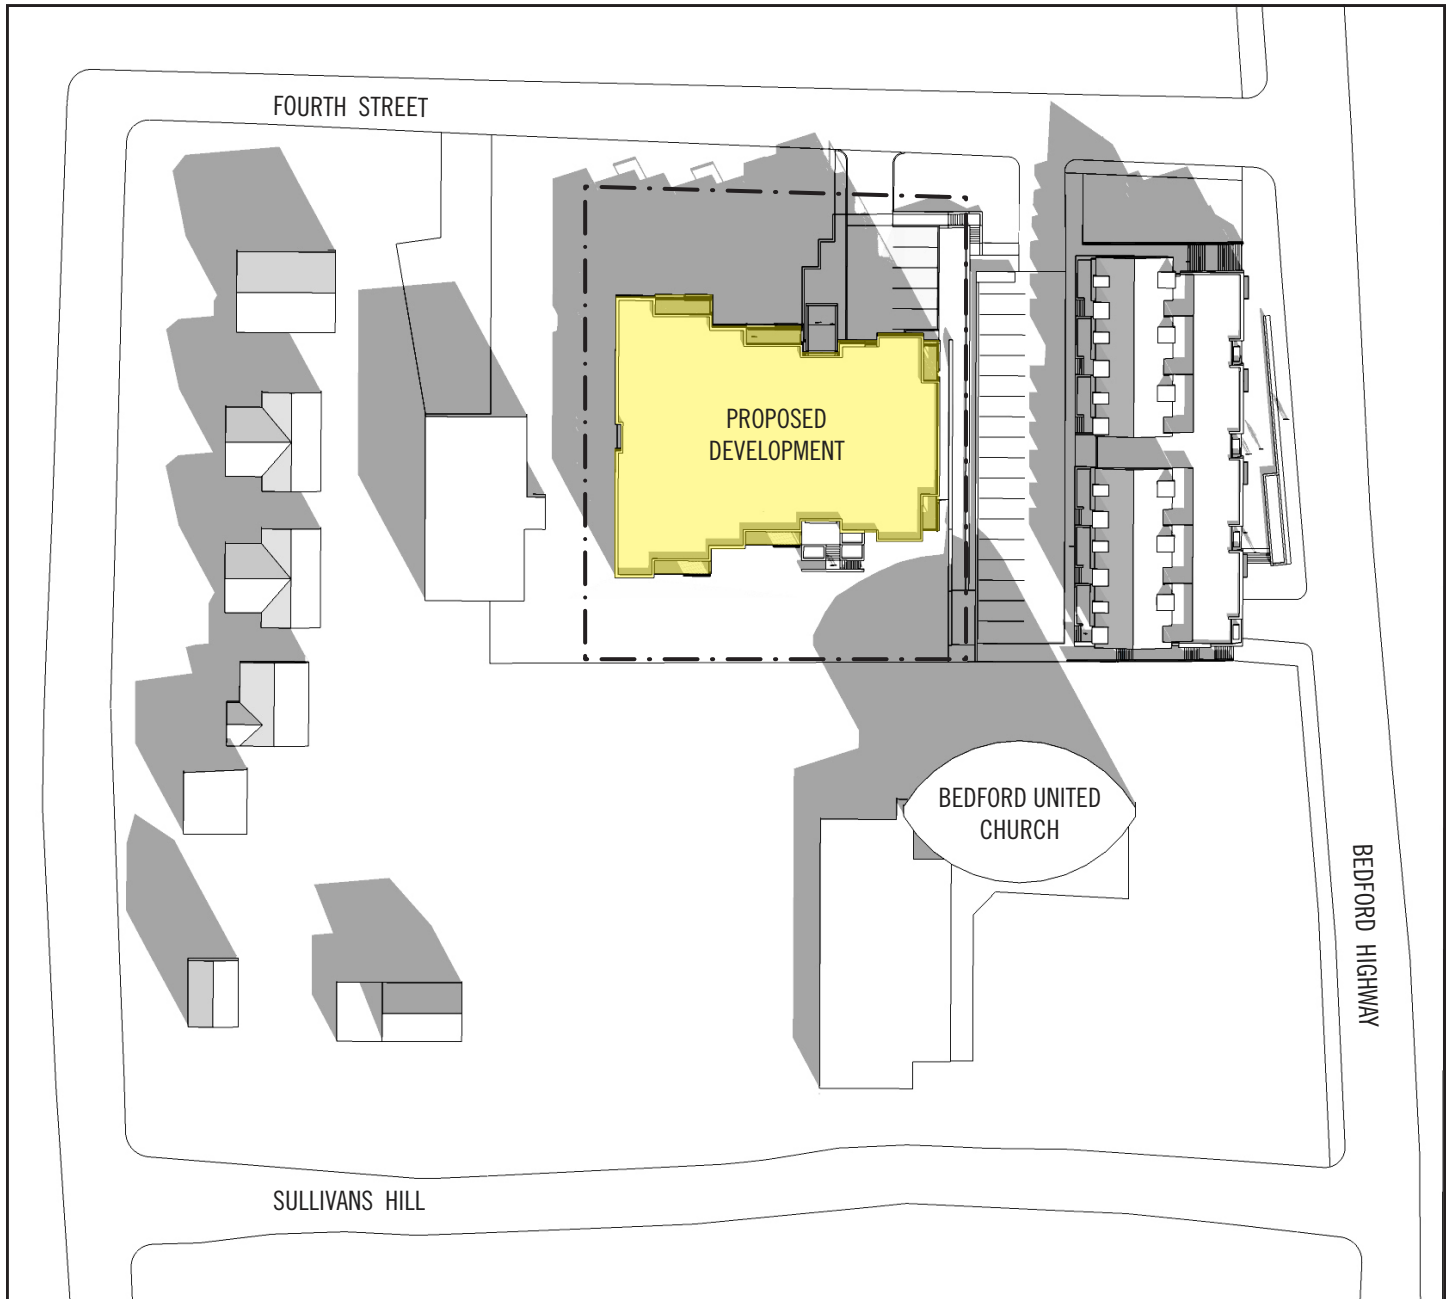 FOURTH STREET
PROPOSED
DEVELOPMENT
BEDFORD UNITED
CHURCH
BEDFORD HIGHWAY
SULLIVANS HILL